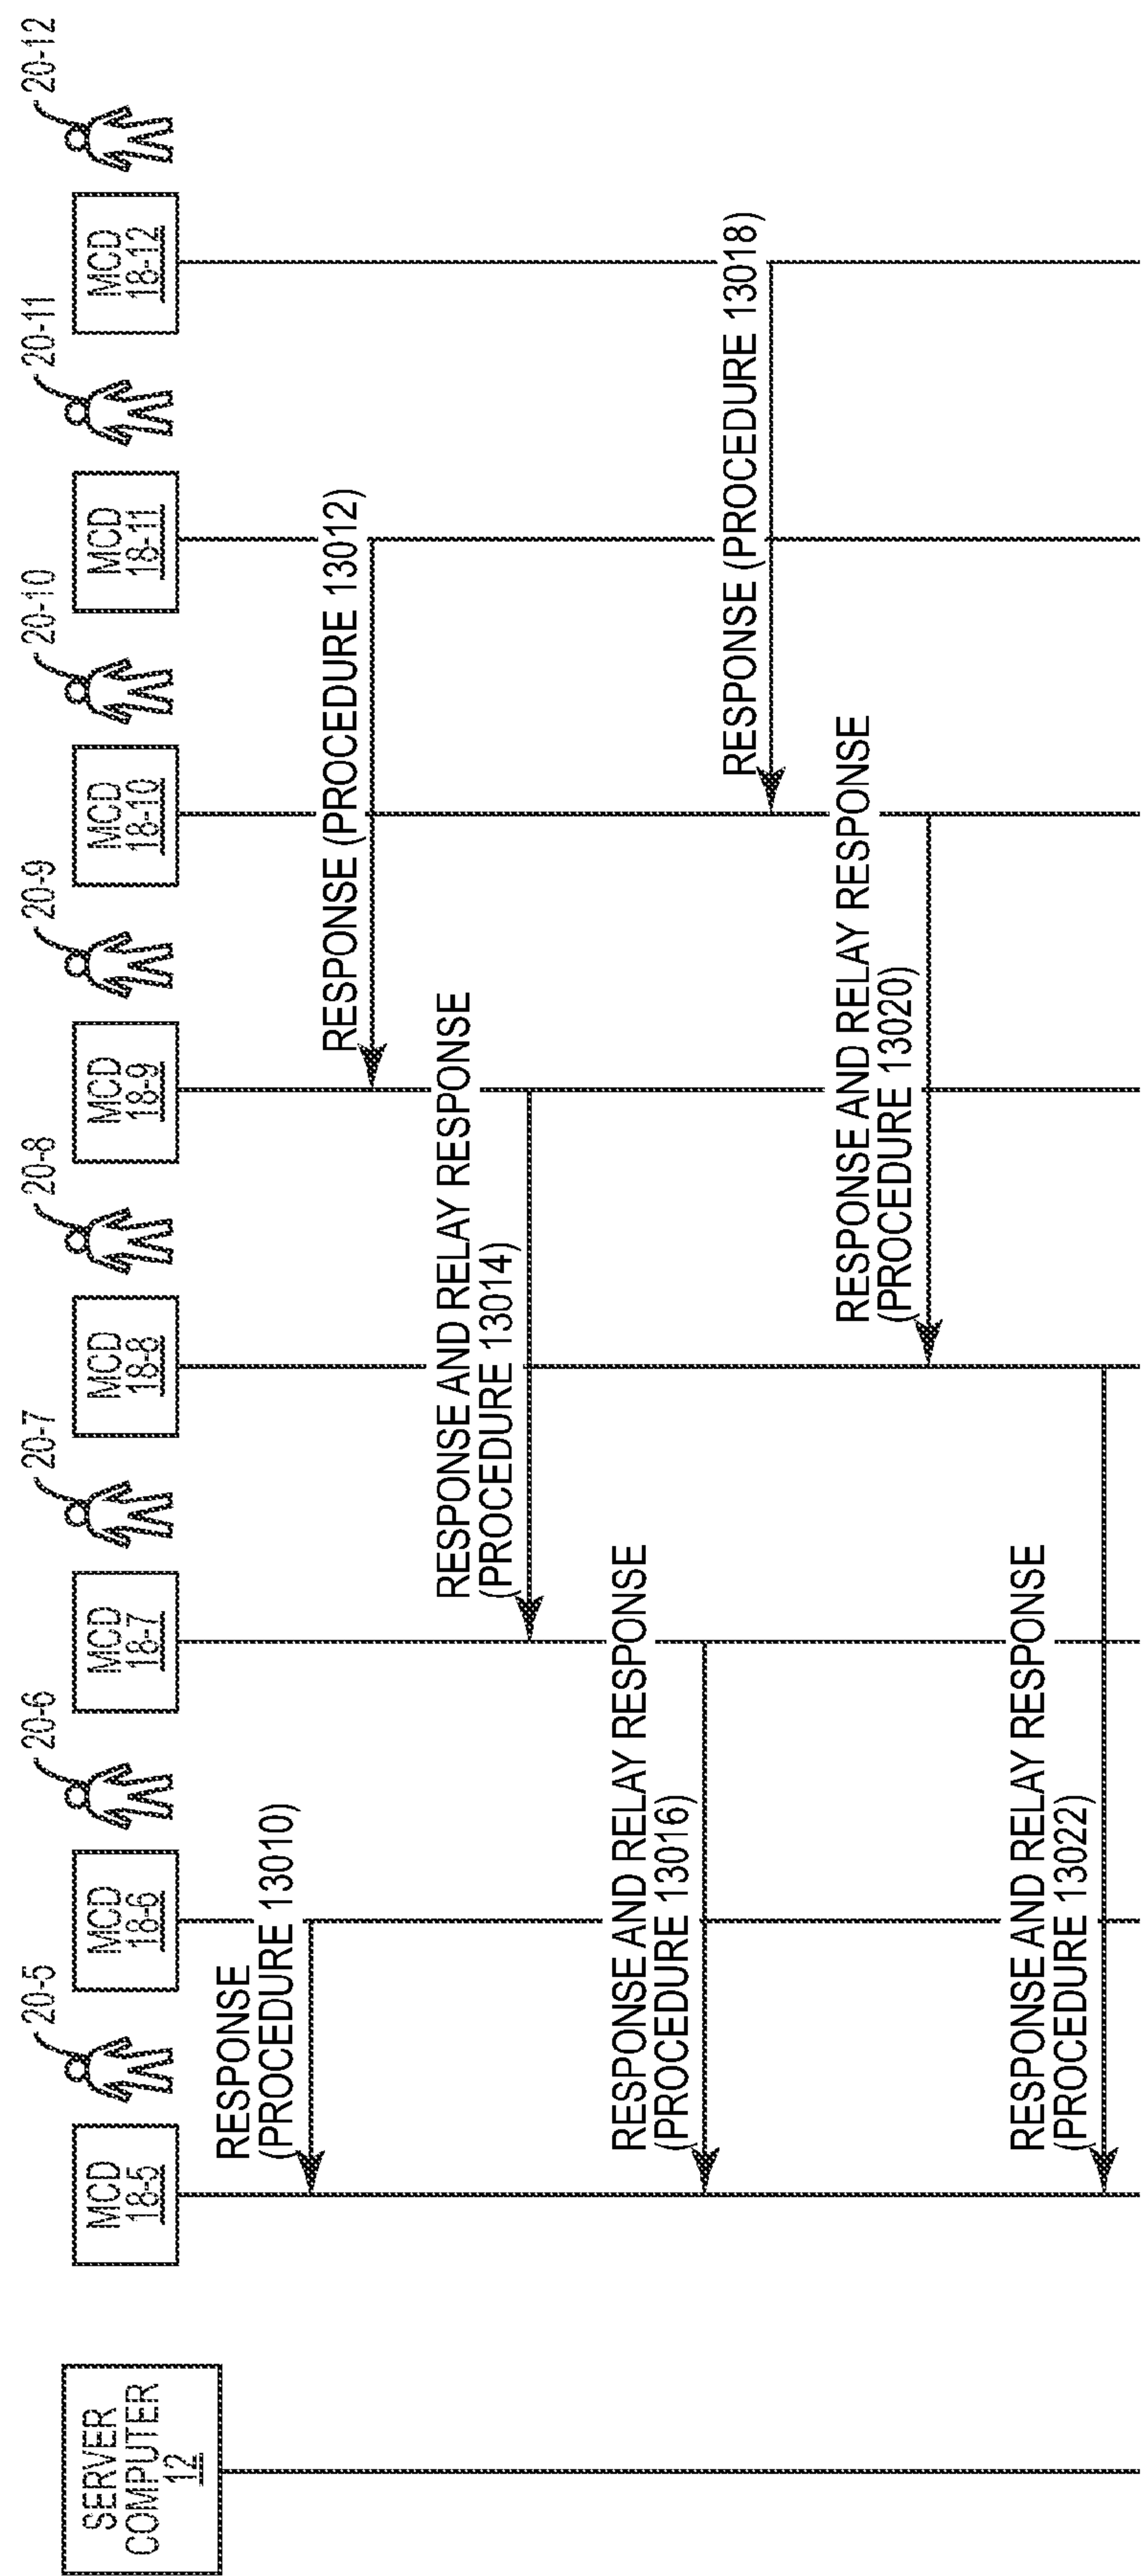 SERVER
COMPUTER
12
MCD
18-5
20-5
MCD
18-6
20-6
MCD
18-7
20-7
MCD
18-8
20-8
MCD
18-9
20-9
MCD
18-10
20-10
MCD
18-11
20-11
MCD
18-12
20-12
RESPONSE
(PROCEDURE 13010)
RESPONSE (PROCEDURE 13012)
RESPONSE AND RELAY RESPONSE
(PROCEDURE 13014)
RESPONSE AND RELAY RESPONSE
(PROCEDURE 13016)
RESPONSE (PROCEDURE 13018)
RESPONSE AND RELAY RESPONSE
(PROCEDURE 13020)
RESPONSE AND RELAY RESPONSE
(PROCEDURE 13022)